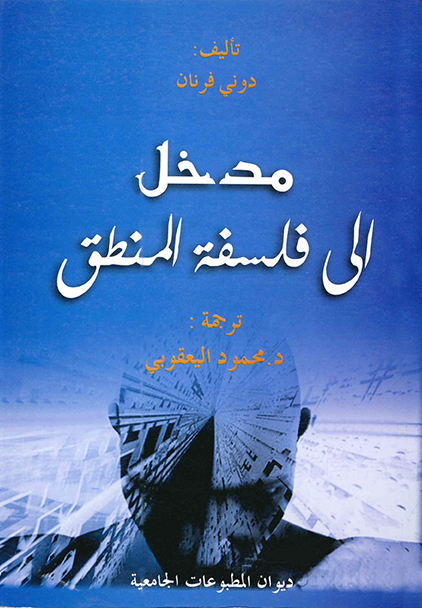 تأليف:
دوني فرنان
مدخل
الى فلسفة المنطق
ترجمة :
د.محمود اليعقوبي
ديوان المطبوعات الجامعية